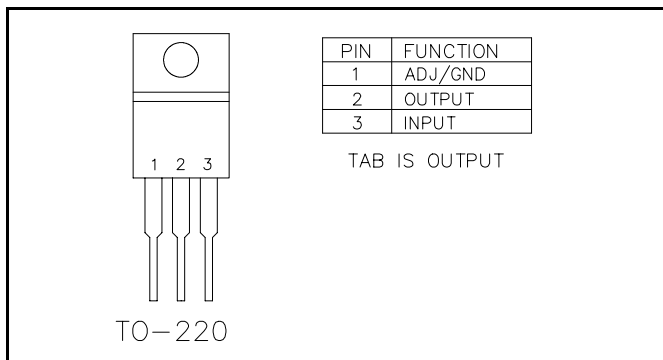 PIN FUNCTION
1 ADJ/GND
2 OUTPUT
3 INPUT
TAB IS OUTPUT
1 2 3
TO-220